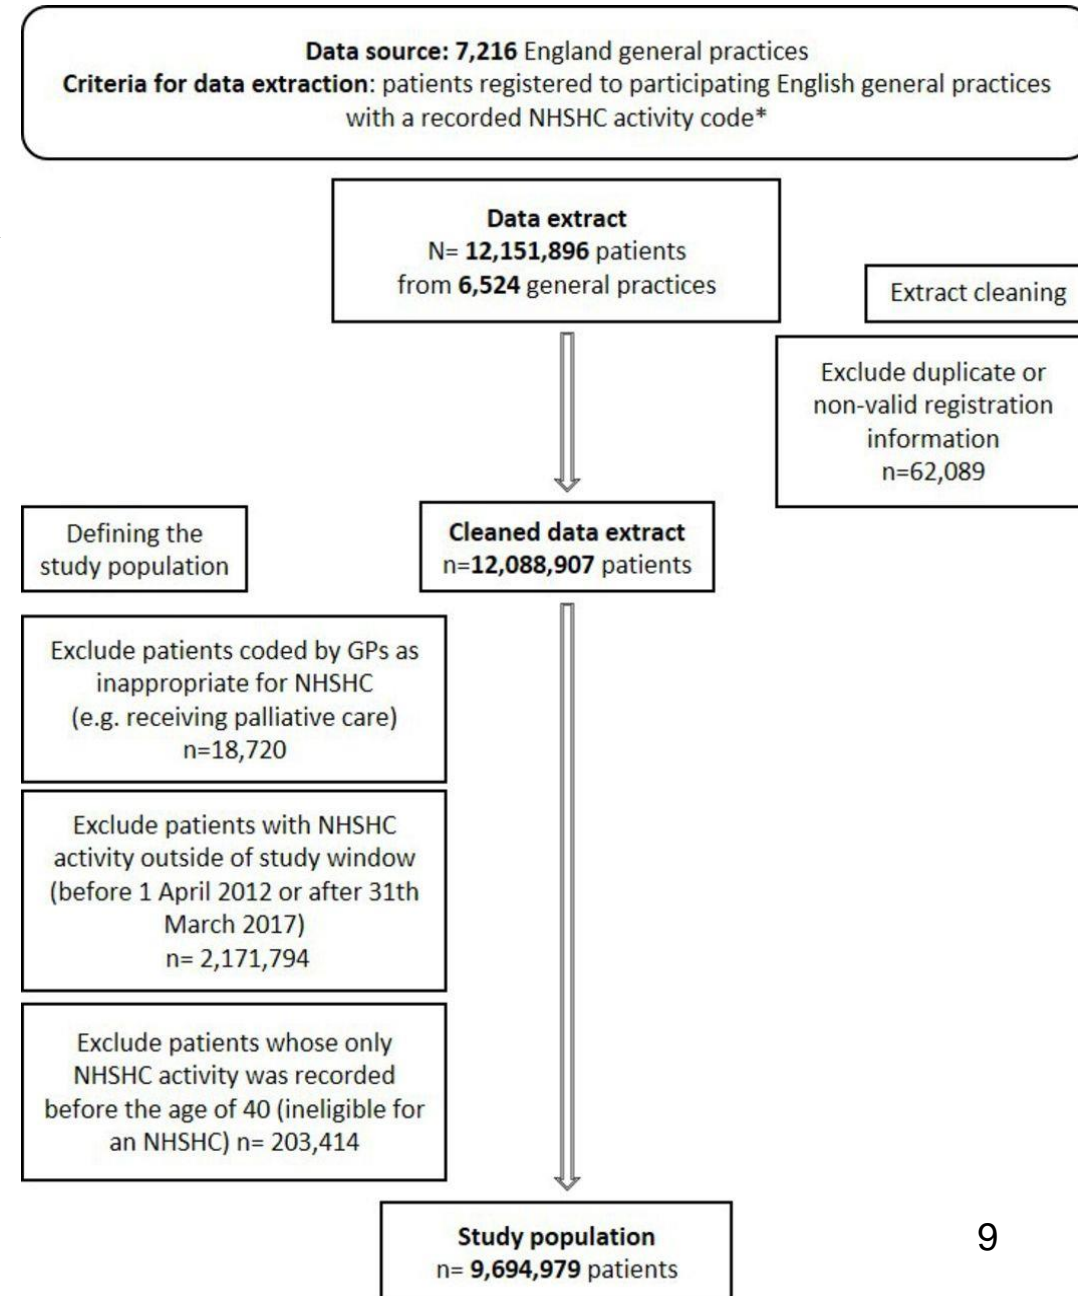 Data source: 7,216 England general practices
Criteria for data extraction: patients registered to participating English general practices
with a recorded NHSHC activity code*
Data extract
N= 12,151,896 patients
from 6,524 general practices
Extract cleaning
Exclude duplicate or
non-valid registration
information
n=62,089
Defining the
study population
Cleaned data extract
n=12,088,907 patients
Exclude patients coded by GPs as
inappropriate for NHSHC
(e.g. receiving palliative care)
n=18,720
Exclude patients with NHSHC
activity outside of study window
(before 1 April 2012 or after 31th
March 2017)
n= 2,171,794
Exclude patients whose only
NHSHC activity was recorded
before the age of 40 (ineligible for
an NHSHC) n= 203,414
Study population
n= 9,694,979 patients
9